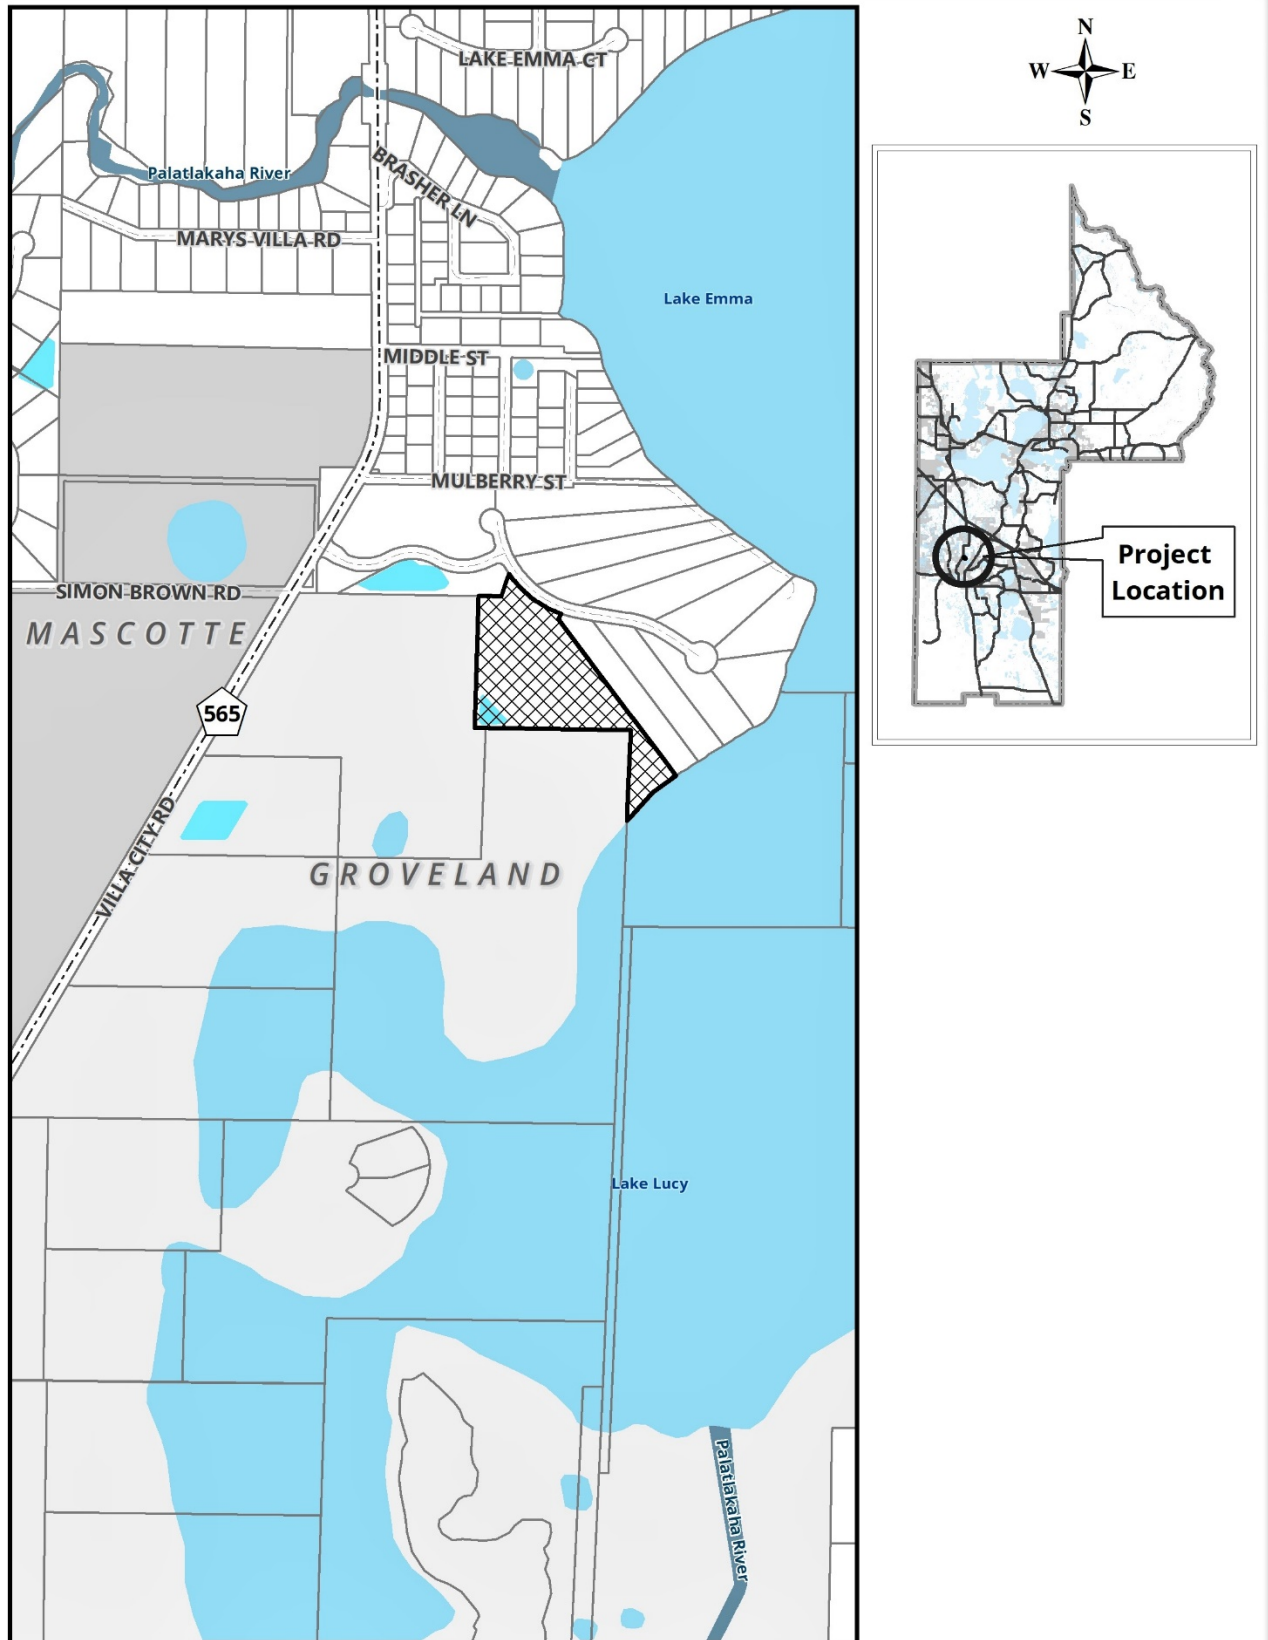 LAKE EMMA CT
Palatlakaha River
BRASHER LN
MARYS VILLA RD
Lake Emma
MIDDLE ST
MULBERRY ST
SIMON BROWN RD
MASCOTTE
565
VILLA CITY RD
GROVELAND
Lake Lucy
Palatlakaha River
N
W E
S
Project
Location